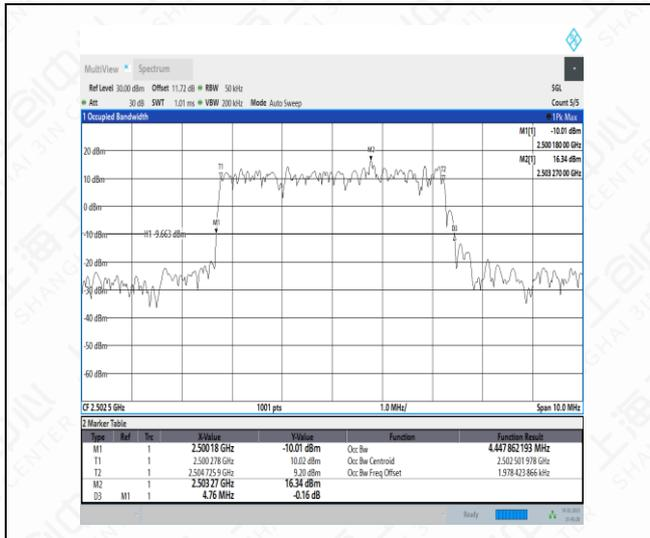 MultiView Spectrum
Ref Level 30.00 dBm Offset 11.72 dB RBW 50 kHz SGL
Att 30 dB SWT 1.01 ms VBW 200 kHz Mode Auto Sweep Count 5/5
1 Occupied Bandwidth 1Pk Max
M1[1] -10.01 dBm
2.500 180 00 GHz
M2[1] 16.34 dBm
2.503 270 00 GHz
M2
20 dBm
T1 T2
10 dBm
0 dBm
M1
-10 dBm H1 -9.663 dBm D3
-20 dBm
-30 dBm
-40 dBm
-50 dBm
-60 dBm
CF 2.502 5 GHz 1001 pts 1.0 MHz/ Span 10.0 MHz
2 Marker Table
Type Ref Trc X-Value Y-Value Function Function Result
M1 1 2.500 18 GHz -10.01 dBm Occ Bw 4.447 862 193 MHz
T1 1 2.500 278 GHz 10.02 dBm Occ Bw Centroid 2.502 501 978 GHz
T2 1 2.504 725 9 GHz 9.20 dBm Occ Bw Freq Offset 1.978 423 866 kHz
M2 1 2.503 27 GHz 16.34 dBm
D3 M1 1 4.76 MHz -0.16 dB
Ready